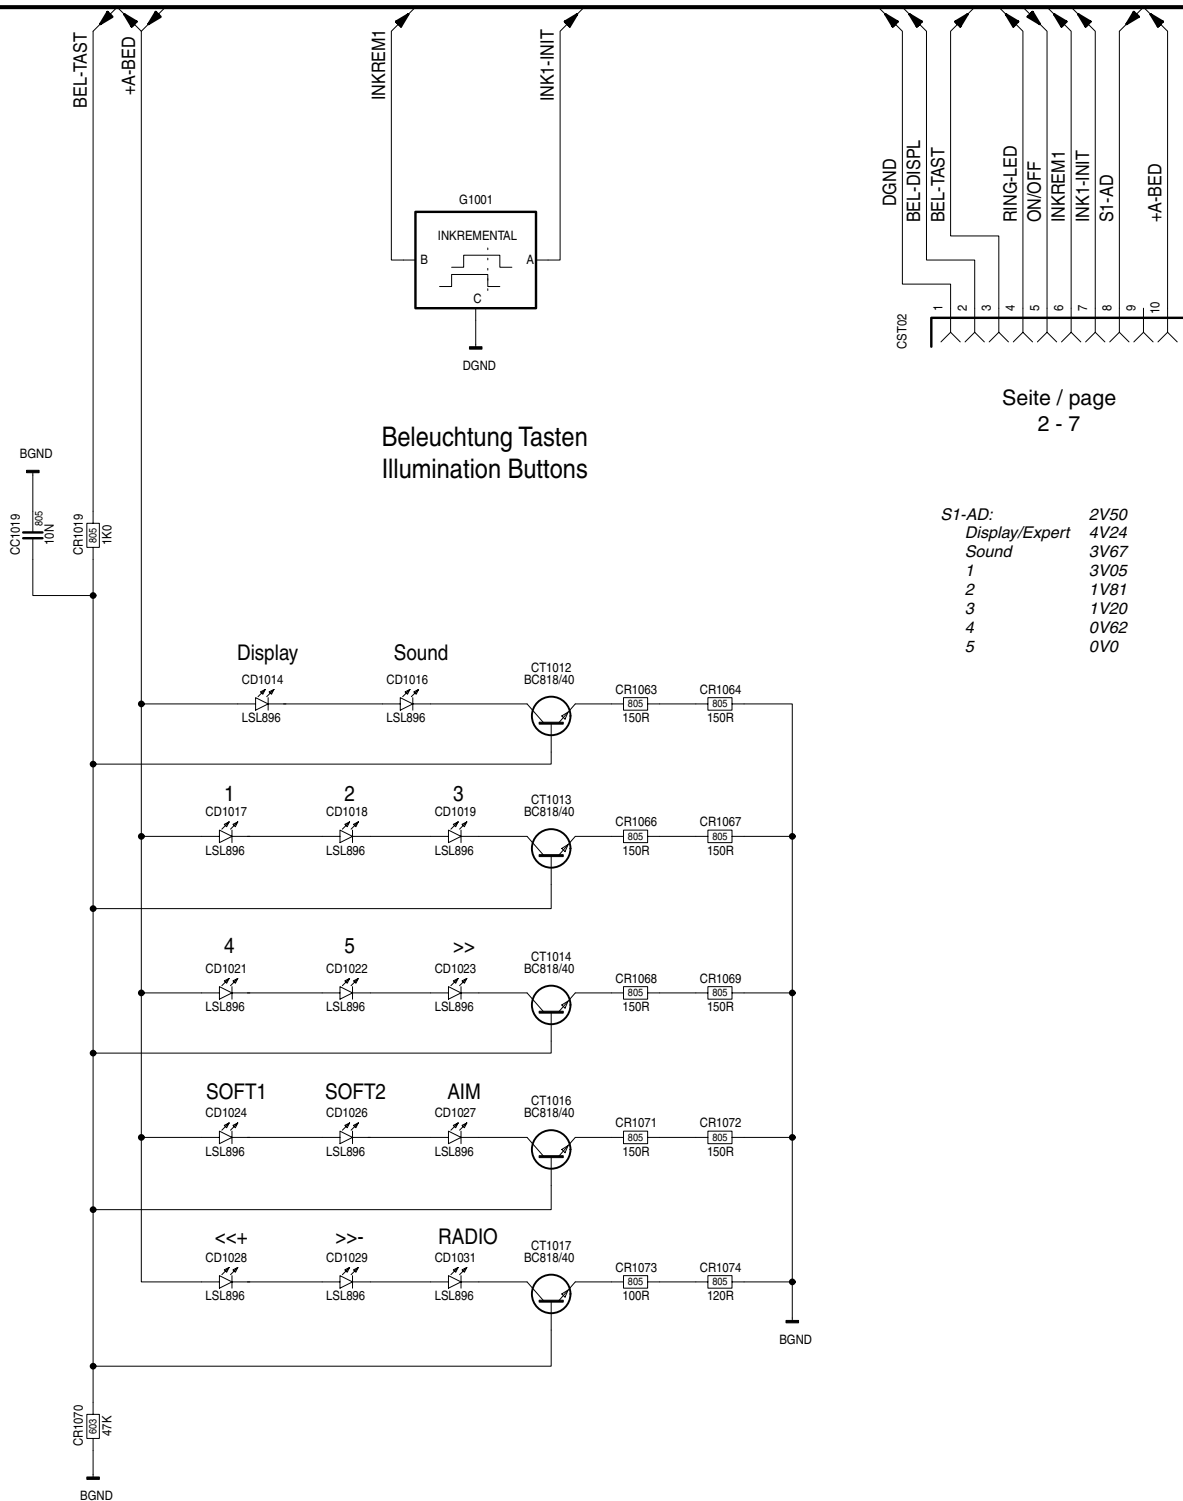 BEL-TAST
+A-BED
INKREM1
INK1-INIT
DGND
BEL-DISPL
BEL-TAST
RING-LED
ON/OFF
INKREM1
INK1-INIT
S1-AD
+A-BED
G1001
INKREMENTAL
B
A
C
DGND
CST02
1
2
3
4
5
6
7
8
9
10
Seite / page
2 - 7
Beleuchtung Tasten
Illumination Buttons
BGND
CC1019
805
10N
CR1019
805
1K0
S1-AD: 2V50
Display/Expert 4V24
Sound 3V67
1 3V05
2 1V81
3 1V20
4 0V62
5 0V0
Display Sound
CD1014 CD1016
LSL896 LSL896
CT1012
BC818/40
CR1063 CR1064
805 805
150R 150R
1 2 3
CD1017 CD1018 CD1019
LSL896 LSL896 LSL896
CT1013
BC818/40
CR1066 CR1067
805 805
150R 150R
4 5 >>
CD1021 CD1022 CD1023
LSL896 LSL896 LSL896
CT1014
BC818/40
CR1068 CR1069
805 805
150R 150R
SOFT1 SOFT2 AIM
CD1024 CD1026 CD1027
LSL896 LSL896 LSL896
CT1016
BC818/40
CR1071 CR1072
805 805
150R 150R
<<+ >>- RADIO
CD1028 CD1029 CD1031
LSL896 LSL896 LSL896
CT1017
BC818/40
CR1073 CR1074
805 805
100R 120R
BGND
CR1070
603
47K
BGND